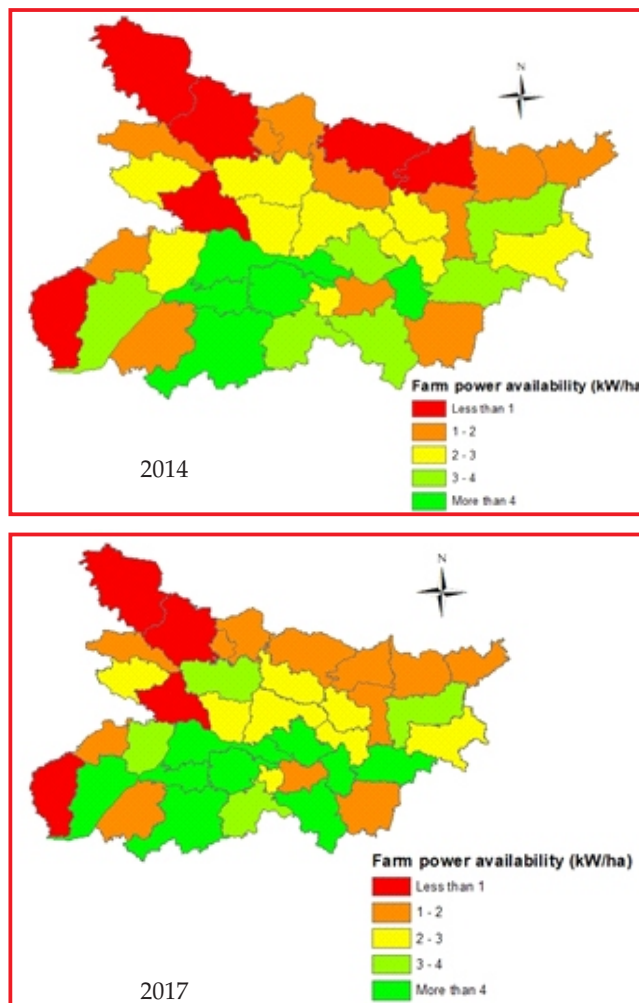 N
Farm power availability (kW/ha
Less than 1
1 - 2
2 - 3
3 - 4
More than 4
2014
N
Farm power availability (kW/ha)
Less than 1
1 - 2
2 - 3
3 - 4
More than 4
2017